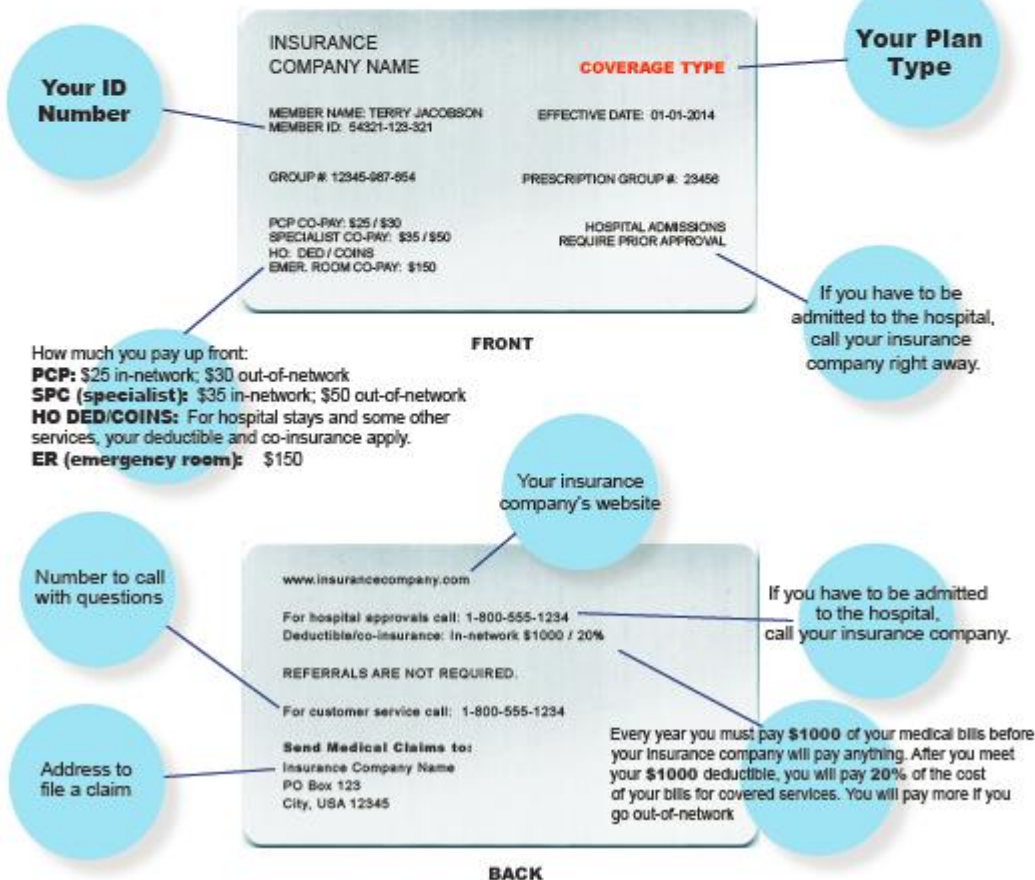 Your ID
Number
INSURANCE
COMPANY NAME
COVERAGE TYPE
Your Plan
Type
MEMBER NAME: TERRY JACOBSON
MEMBER ID: 54321-123-321
EFFECTIVE DATE: 01-01-2014
GROUP #: 12345-987-654
PRESCRIPTION GROUP #: 23456
PCP CO-PAY: $25 / $30
SPECIALIST CO-PAY: $35 / $50
HO: DED / COINS
EMER. ROOM CO-PAY: $150
HOSPITAL ADMISSIONS
REQUIRE PRIOR APPROVAL
If you have to be
admitted to the hospital,
call your insurance
company right away.
FRONT
How much you pay up front:
PCP: $25 in-network; $30 out-of-network
SPC (specialist): $35 in-network; $50 out-of-network
HO DED/COINS: For hospital stays and some other
services, your deductible and co-insurance apply.
ER (emergency room): $150
Your insurance
company's website
Number to call
with questions
www.insurancecompany.com
For hospital approvals call: 1-800-555-1234
Deductible/co-insurance: In-network $1000 / 20%
REFERRALS ARE NOT REQUIRED.
For customer service call: 1-800-555-1234
Send Medical Claims to:
Insurance Company Name
PO Box 123
City, USA 12345
If you have to be admitted
to the hospital,
call your insurance company.
Every year you must pay $1000 of your medical bills before
your insurance company will pay anything. After you meet
your $1000 deductible, you will pay 20% of the cost
of your bills for covered services. You will pay more if you
go out-of-network
Address to
file a claim
BACK